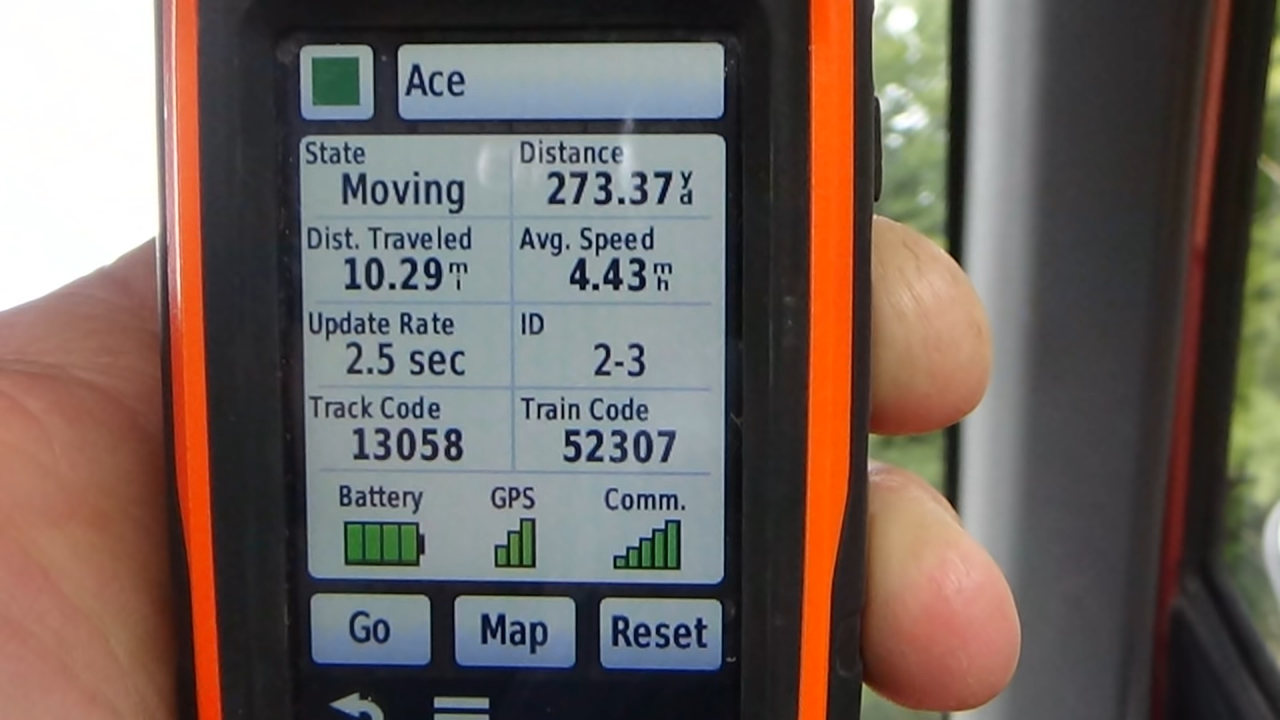 Ace
State Distance
Moving 273.37 yd
Dist. Traveled Avg. Speed
10.29 mi 4.43 mh
Update Rate ID
2.5 sec 2-3
Track Code Train Code
13058 52307
Battery GPS Comm.
Go Map Reset